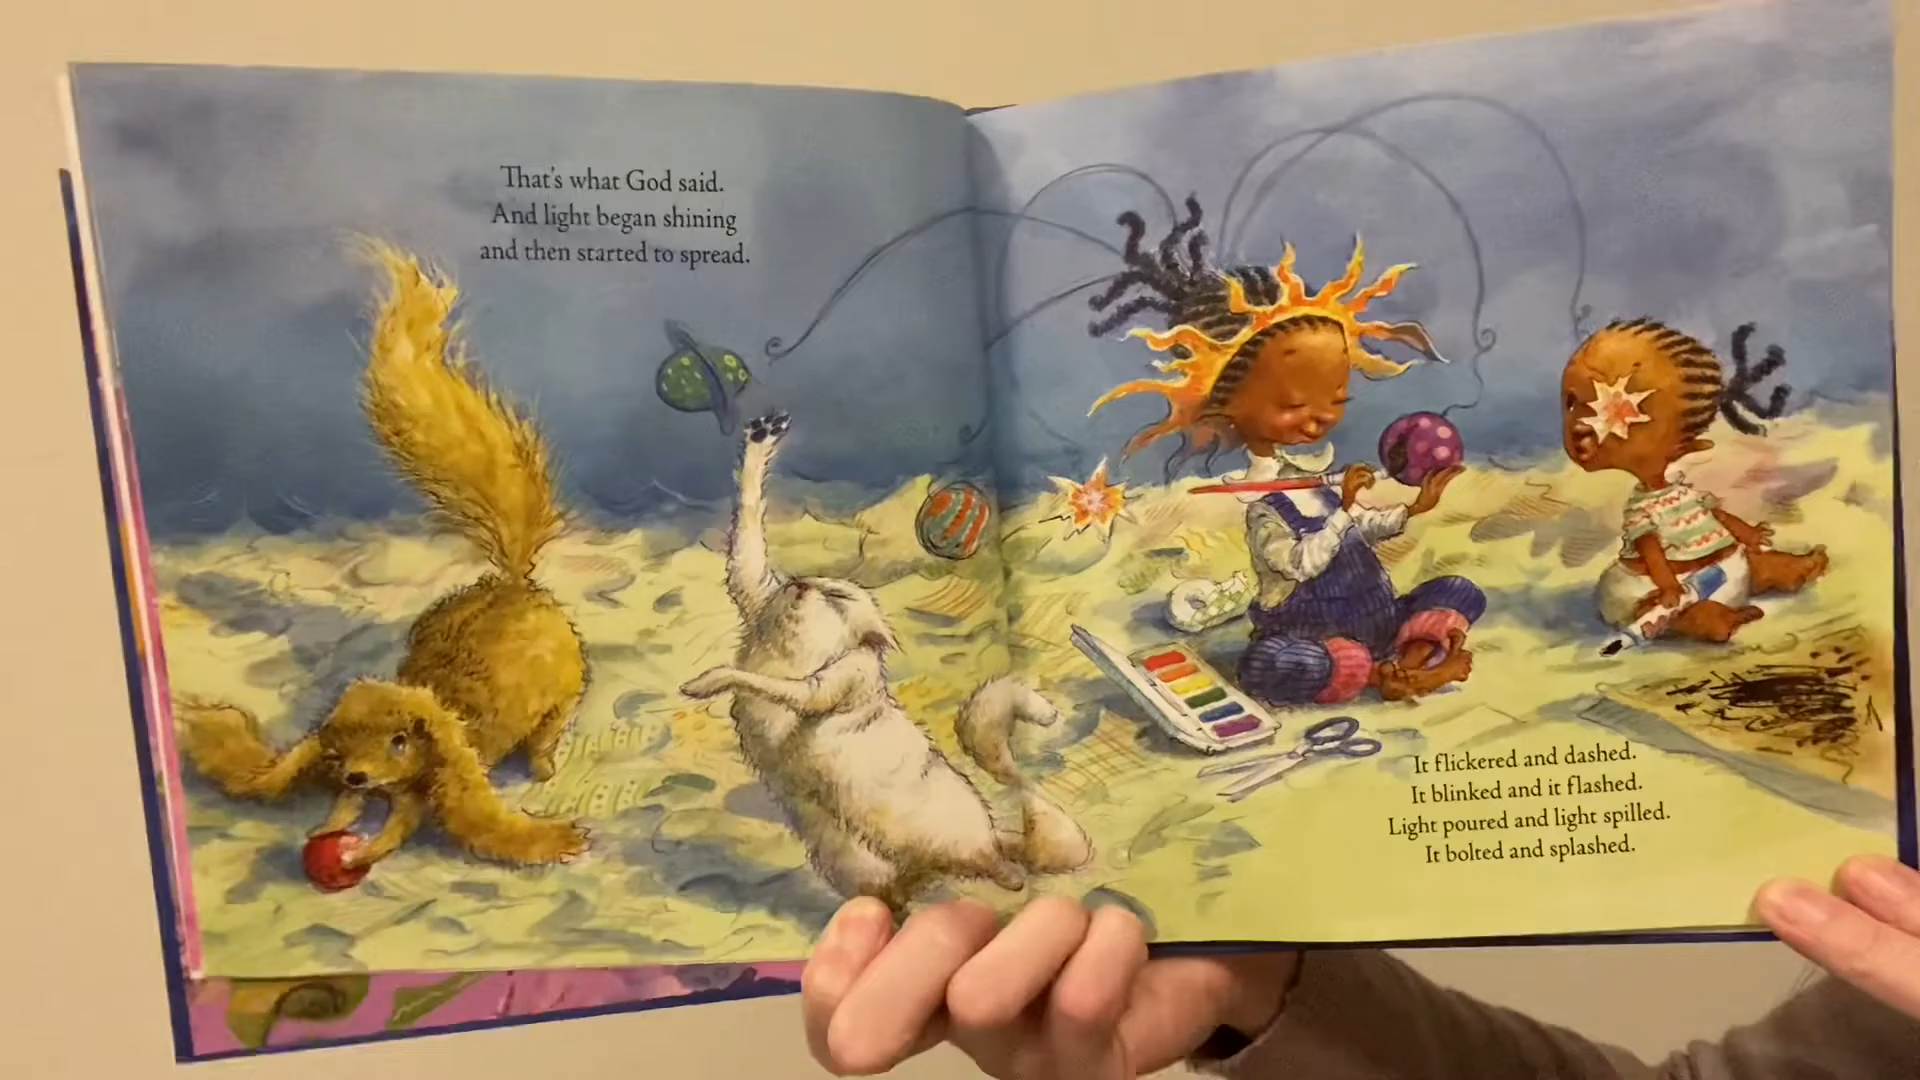 That's what God said.
And light began shining
and then started to spread.
It flickered and dashed.
It blinked and it flashed.
Light poured and light spilled.
It bolted and splashed.